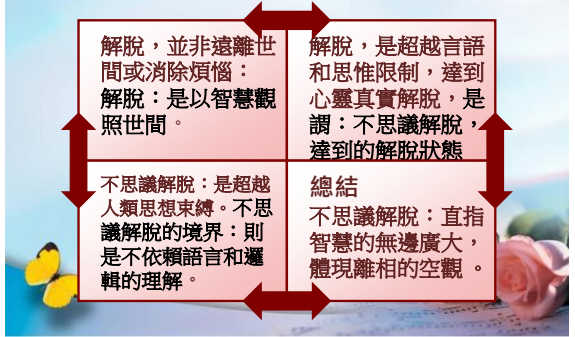 解脫，並非遠離世
間或消除煩惱：
解脫：是以智慧觀
照世間。
解脫，是超越言語
和思惟限制，達到
心靈真實解脫，是
謂：不思議解脫，
達到的解脫狀態
不思議解脫：是超越
人類思想束縛。不思
議解脫的境界：則
是不依賴語言和邏
輯的理解。
總結
不思議解脫：直指
智慧的無邊廣大，
體現離相的空觀 。